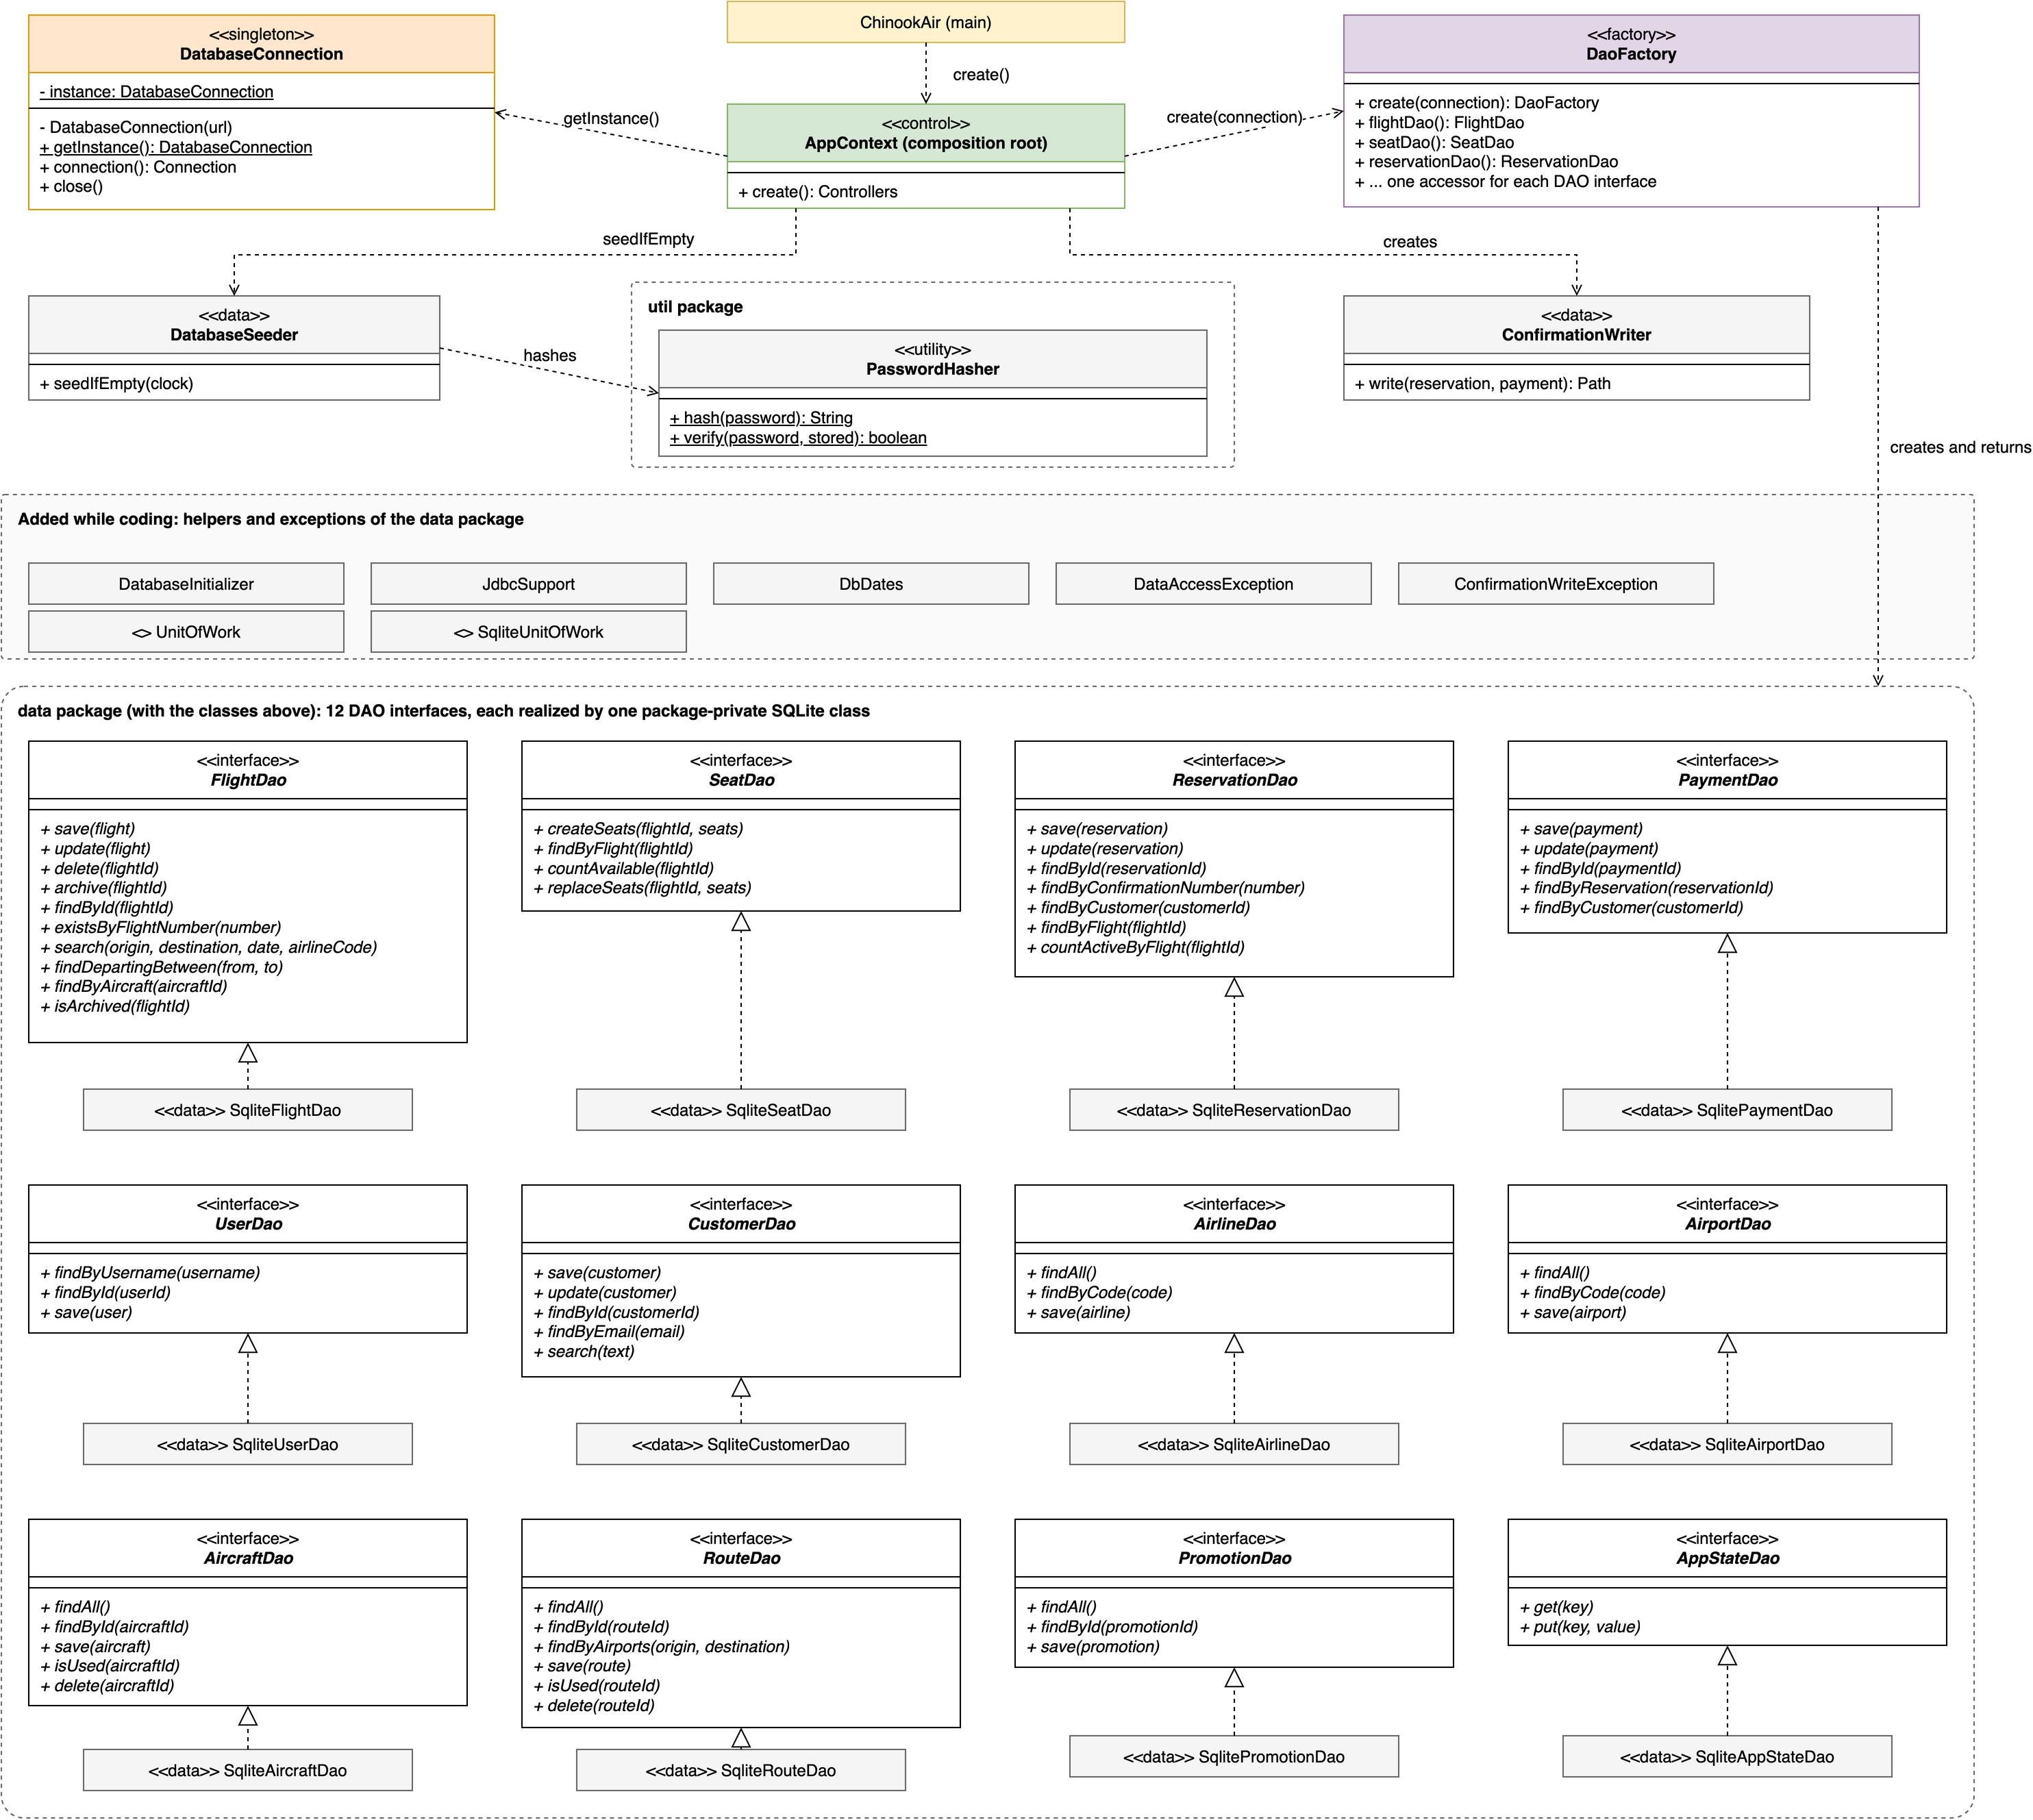 <<singleton>>
DatabaseConnection
- instance: DatabaseConnection
- DatabaseConnection(url)
+ getInstance(): DatabaseConnection
+ connection(): Connection
+ close()
ChinookAir (main)
create()
<<control>>
AppContext (composition root)
+ create(): Controllers
getInstance()
create(connection)
<<factory>>
DaoFactory
+ create(connection): DaoFactory
+ flightDao(): FlightDao
+ seatDao(): SeatDao
+ reservationDao(): ReservationDao
+ ... one accessor for each DAO interface
seedIfEmpty
creates
<<data>>
DatabaseSeeder
+ seedIfEmpty(clock)
hashes
util package
<<utility>>
PasswordHasher
+ hash(password): String
+ verify(password, stored): boolean
<<data>>
ConfirmationWriter
+ write(reservation, payment): Path
creates and returns
Added while coding: helpers and exceptions of the data package
DatabaseInitializer
JdbcSupport
DbDates
DataAccessException
ConfirmationWriteException
<> UnitOfWork
<> SqliteUnitOfWork
data package (with the classes above): 12 DAO interfaces, each realized by one package-private SQLite class
<<interface>>
FlightDao
+ save(flight)
+ update(flight)
+ delete(flightId)
+ archive(flightId)
+ findById(flightId)
+ existsByFlightNumber(number)
+ search(origin, destination, date, airlineCode)
+ findDepartingBetween(from, to)
+ findByAircraft(aircraftId)
+ isArchived(flightId)
<<data>> SqliteFlightDao
<<interface>>
SeatDao
+ createSeats(flightId, seats)
+ findByFlight(flightId)
+ countAvailable(flightId)
+ replaceSeats(flightId, seats)
<<data>> SqliteSeatDao
<<interface>>
ReservationDao
+ save(reservation)
+ update(reservation)
+ findById(reservationId)
+ findByConfirmationNumber(number)
+ findByCustomer(customerId)
+ findByFlight(flightId)
+ countActiveByFlight(flightId)
<<data>> SqliteReservationDao
<<interface>>
PaymentDao
+ save(payment)
+ update(payment)
+ findById(paymentId)
+ findByReservation(reservationId)
+ findByCustomer(customerId)
<<data>> SqlitePaymentDao
<<interface>>
UserDao
+ findByUsername(username)
+ findById(userId)
+ save(user)
<<data>> SqliteUserDao
<<interface>>
CustomerDao
+ save(customer)
+ update(customer)
+ findById(customerId)
+ findByEmail(email)
+ search(text)
<<data>> SqliteCustomerDao
<<interface>>
AirlineDao
+ findAll()
+ findByCode(code)
+ save(airline)
<<data>> SqliteAirlineDao
<<interface>>
AirportDao
+ findAll()
+ findByCode(code)
+ save(airport)
<<data>> SqliteAirportDao
<<interface>>
AircraftDao
+ findAll()
+ findById(aircraftId)
+ save(aircraft)
+ isUsed(aircraftId)
+ delete(aircraftId)
<<data>> SqliteAircraftDao
<<interface>>
RouteDao
+ findAll()
+ findById(routeId)
+ findByAirports(origin, destination)
+ save(route)
+ isUsed(routeId)
+ delete(routeId)
<<data>> SqliteRouteDao
<<interface>>
PromotionDao
+ findAll()
+ findById(promotionId)
+ save(promotion)
<<data>> SqlitePromotionDao
<<interface>>
AppStateDao
+ get(key)
+ put(key, value)
<<data>> SqliteAppStateDao